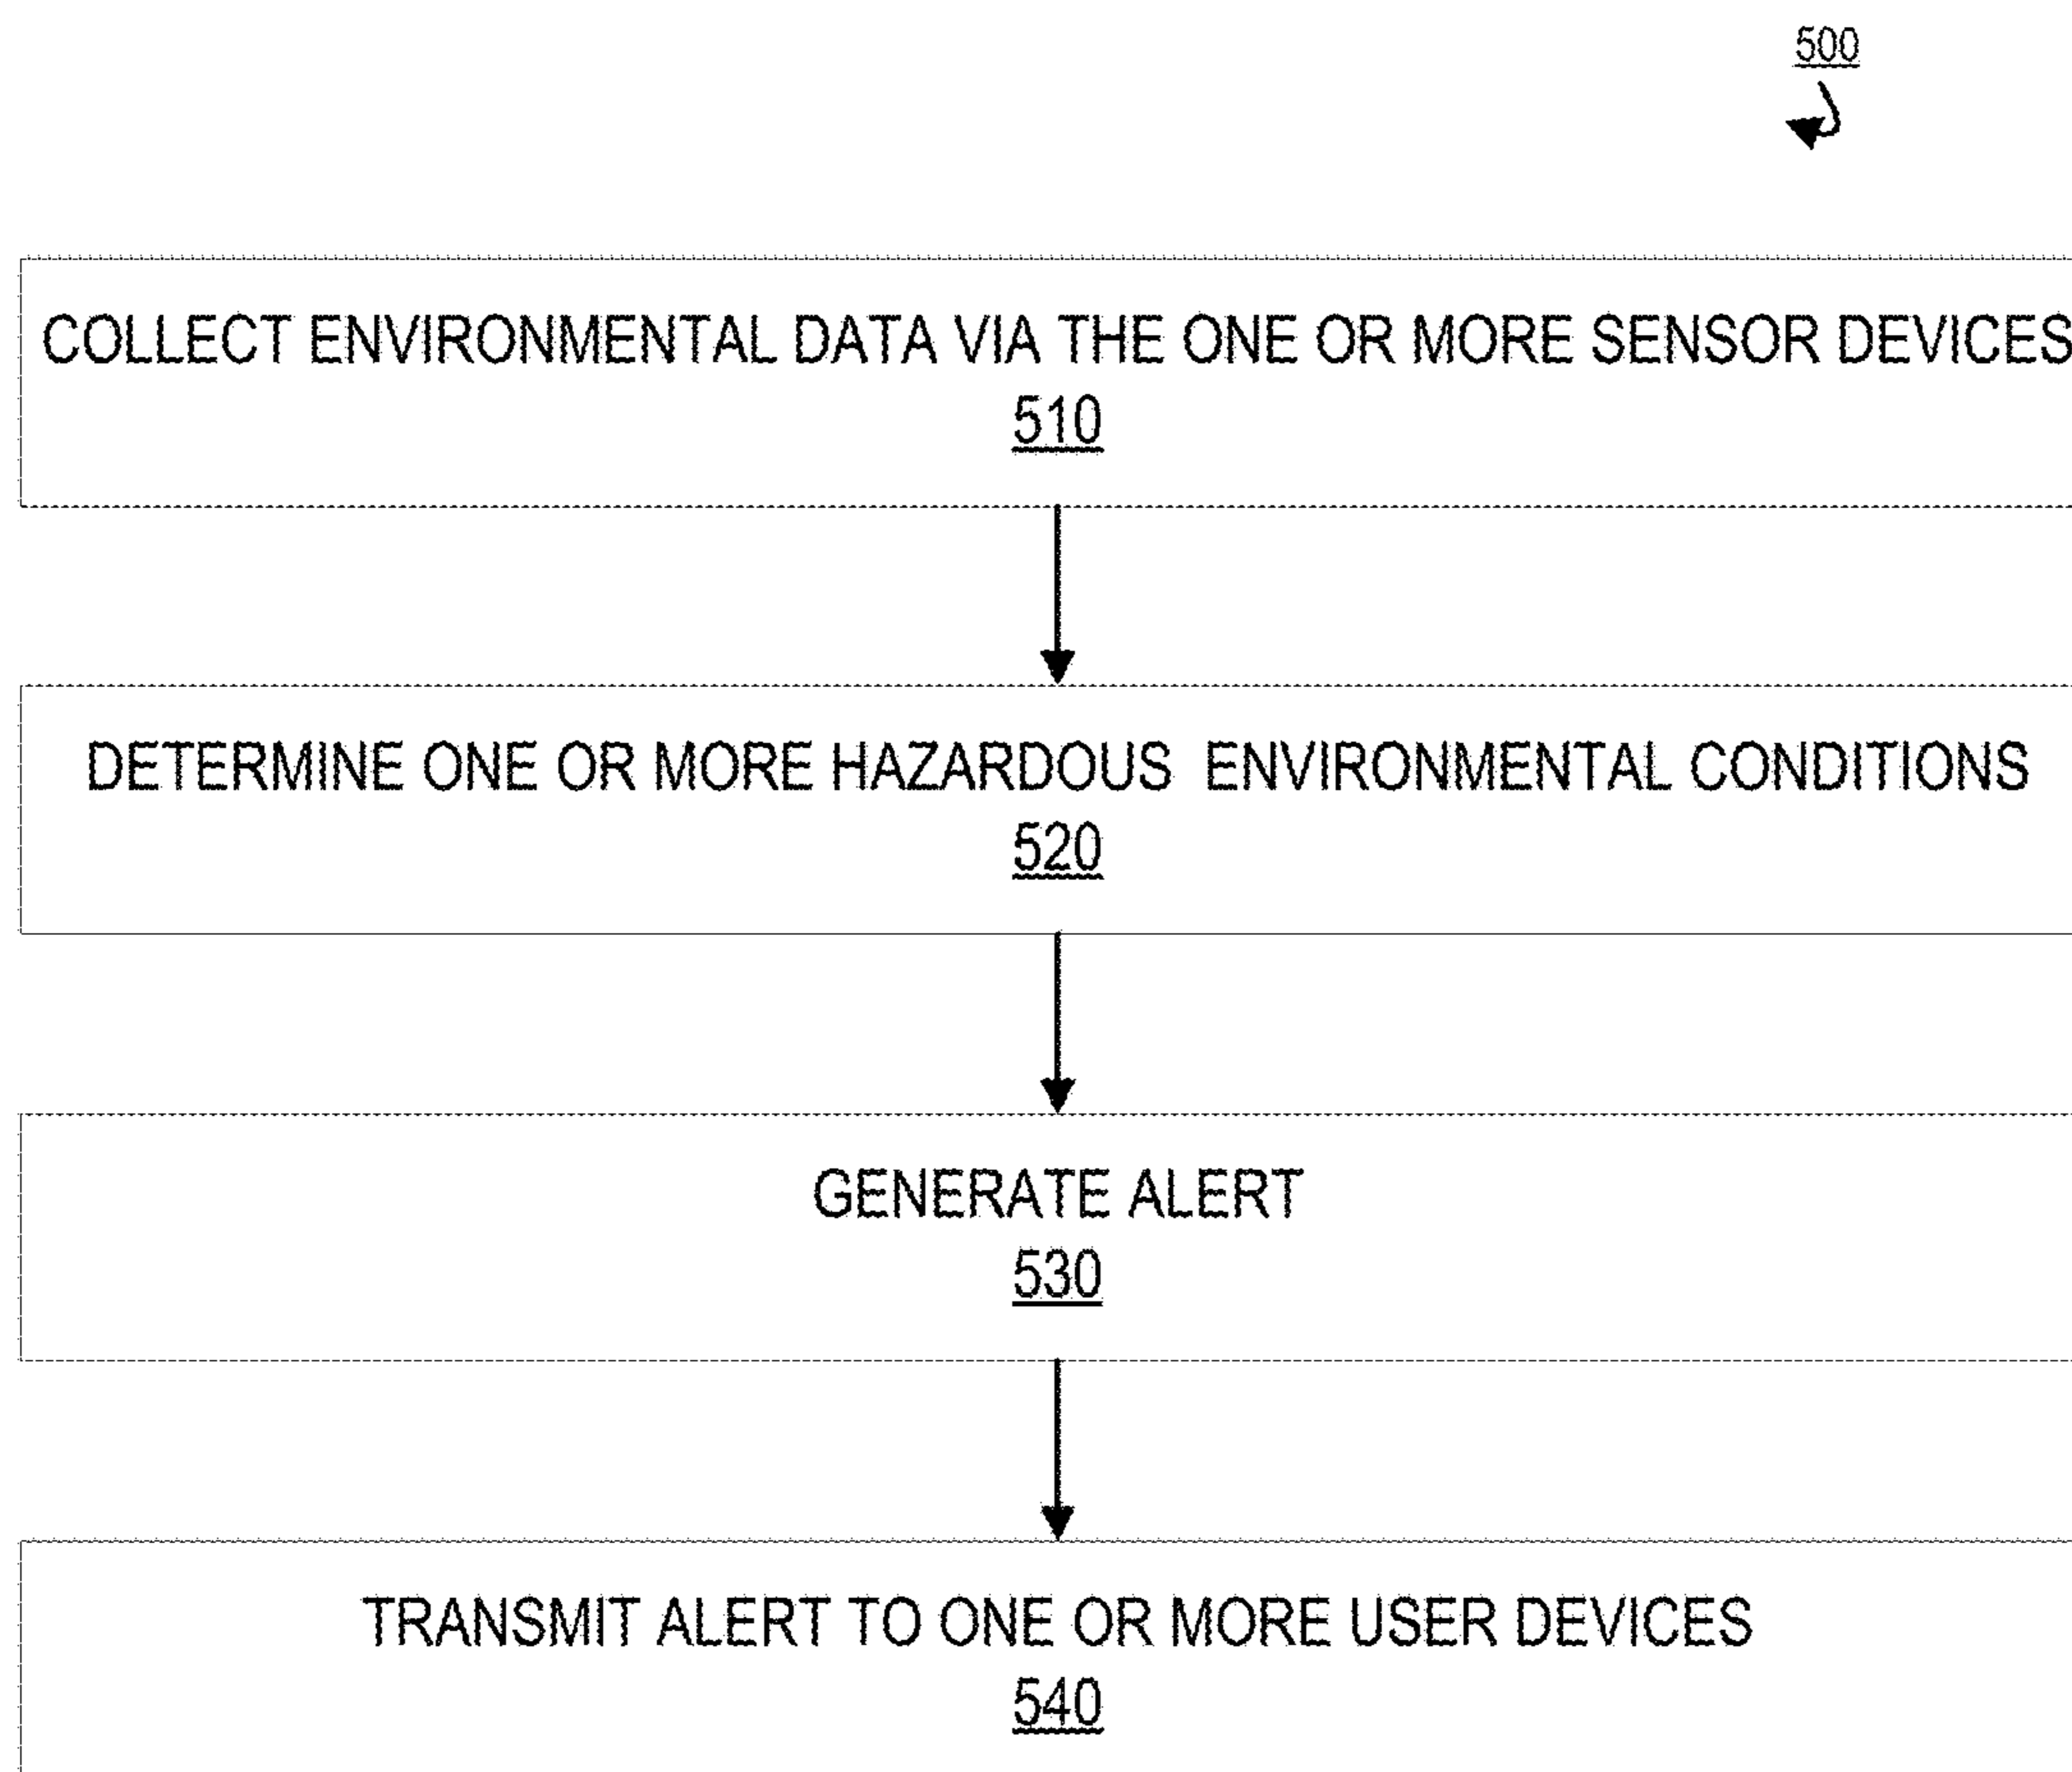 500
COLLECT ENVIRONMENTAL DATA VIA THE ONE OR MORE SENSOR DEVICES
510
DETERMINE ONE OR MORE HAZARDOUS ENVIRONMENTAL CONDITIONS
520
GENERATE ALERT
530
TRANSMIT ALERT TO ONE OR MORE USER DEVICES
540